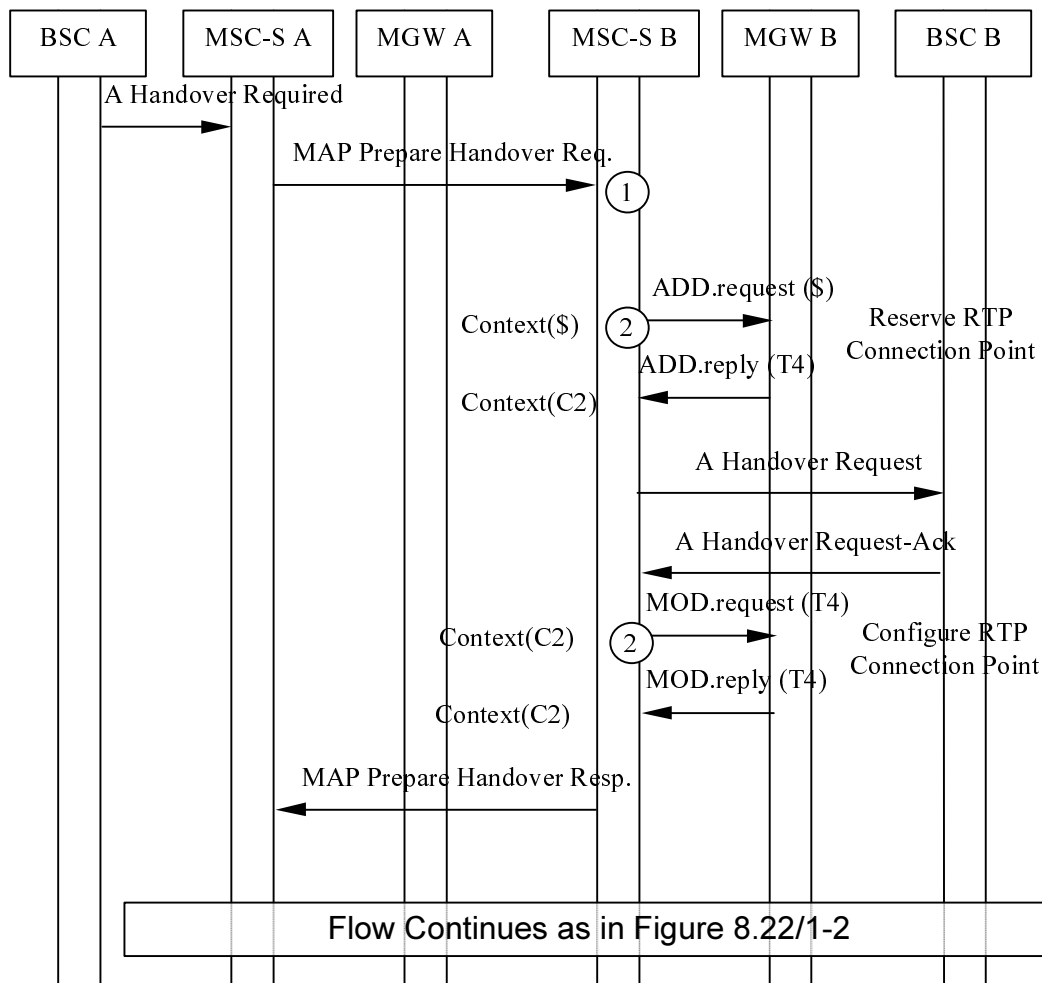 BSC A
MSC-S A
MGW A
MSC-S B
MGW B
BSC B
A Handover Required
MAP Prepare Handover Req.
1
ADD.request ($)
Context($)
2
Reserve RTP
Connection Point
ADD.reply (T4)
Context(C2)
A Handover Request
A Handover Request-Ack
MOD.request (T4)
Context(C2)
2
Configure RTP
Connection Point
MOD.reply (T4)
Context(C2)
MAP Prepare Handover Resp.
Flow Continues as in Figure 8.22/1-2